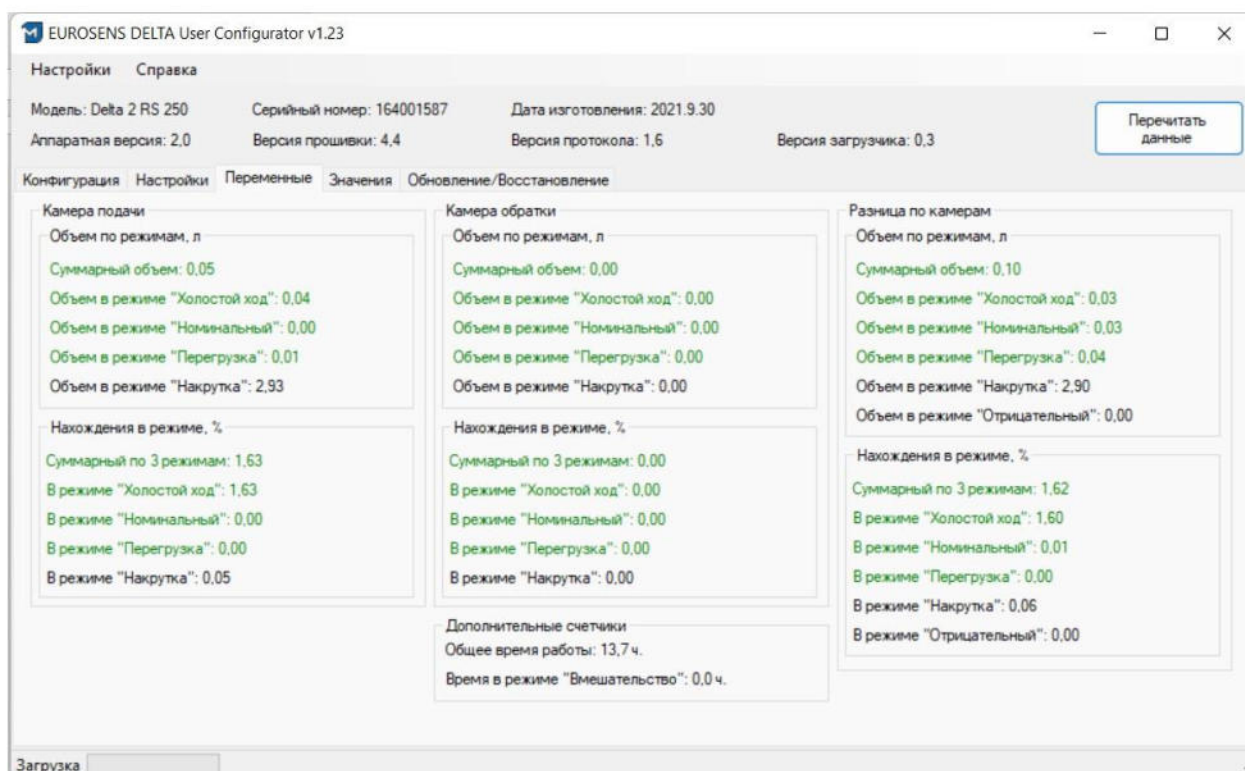 EUROSENS DELTA User Configurator v1.23
Настройки Справка
Модель: Delta 2 RS 250 Серийный номер: 164001587 Дата изготовления: 2021.9.30
Аппаратная версия: 2,0 Версия прошивки: 4,4 Версия протокола: 1,6 Версия загрузчика: 0,3
Перечитать
данные
Конфигурация Настройки Переменные Значения Обновление/Восстановление
Камера подачи
Объем по режимам, л
Суммарный объем: 0,05
Объем в режиме "Холостой ход": 0,04
Объем в режиме "Номинальный": 0,00
Объем в режиме "Перегрузка": 0,01
Объем в режиме "Накрутка": 2,93
Нахождения в режиме, %
Суммарный по 3 режимам: 1,63
В режиме "Холостой ход": 1,63
В режиме "Номинальный": 0,00
В режиме "Перегрузка": 0,00
В режиме "Накрутка": 0,05
Камера обратки
Объем по режимам, л
Суммарный объем: 0,00
Объем в режиме "Холостой ход": 0,00
Объем в режиме "Номинальный": 0,00
Объем в режиме "Перегрузка": 0,00
Объем в режиме "Накрутка": 0,00
Нахождения в режиме, %
Суммарный по 3 режимам: 0,00
В режиме "Холостой ход": 0,00
В режиме "Номинальный": 0,00
В режиме "Перегрузка": 0,00
В режиме "Накрутка": 0,00
Дополнительные счетчики
Общее время работы: 13,7 ч.
Время в режиме "Вмешательство": 0,0 ч.
Разница по камерам
Объем по режимам, л
Суммарный объем: 0,10
Объем в режиме "Холостой ход": 0,03
Объем в режиме "Номинальный": 0,03
Объем в режиме "Перегрузка": 0,04
Объем в режиме "Накрутка": 2,90
Объем в режиме "Отрицательный": 0,00
Нахождения в режиме, %
Суммарный по 3 режимам: 1,62
В режиме "Холостой ход": 1,60
В режиме "Номинальный": 0,01
В режиме "Перегрузка": 0,00
В режиме "Накрутка": 0,06
В режиме "Отрицательный": 0,00
Загрузка